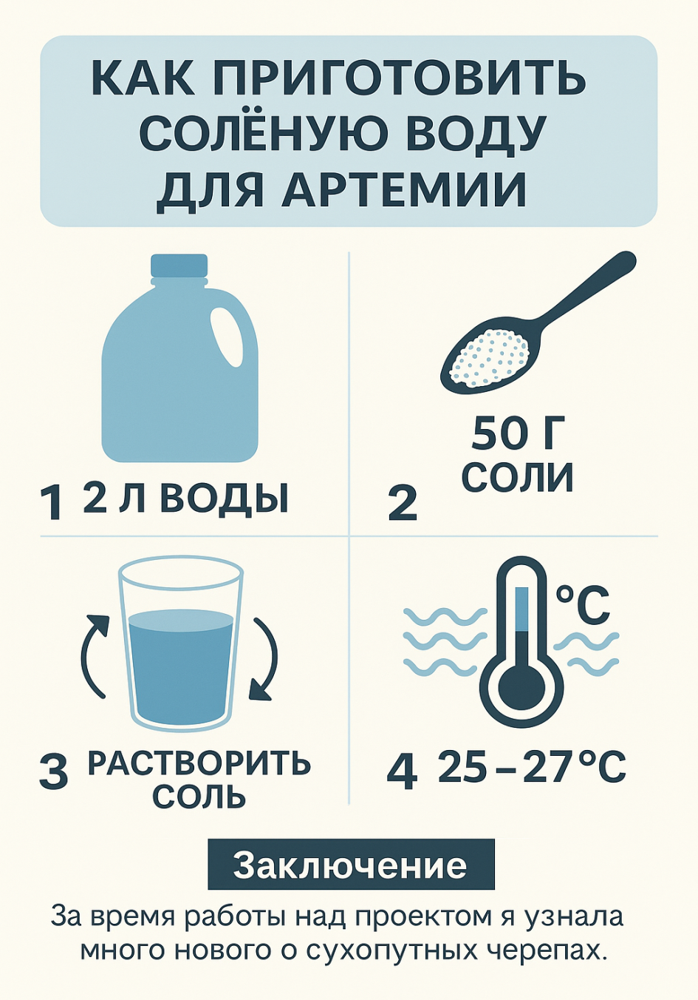 КАК ПРИГОТОВИТЬ
СОЛЁНУЮ ВОДУ
ДЛЯ АРТЕМИИ
1 2 Л ВОДЫ
50 Г
СОЛИ
2
°C
3 РАСТВОРИТЬ
СОЛЬ
4 25–27°C
Заключение
За время работы над проектом я узнала
много нового о сухопутных черепах.